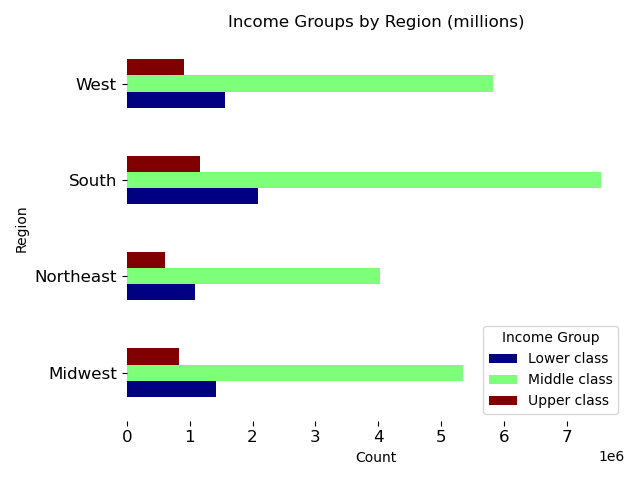 Income Groups by Region (millions)
West
South
Northeast
Midwest
Region
0 1 2 3 4 5 6 7
1e6
Count
Income Group
Lower class
Middle class
Upper class